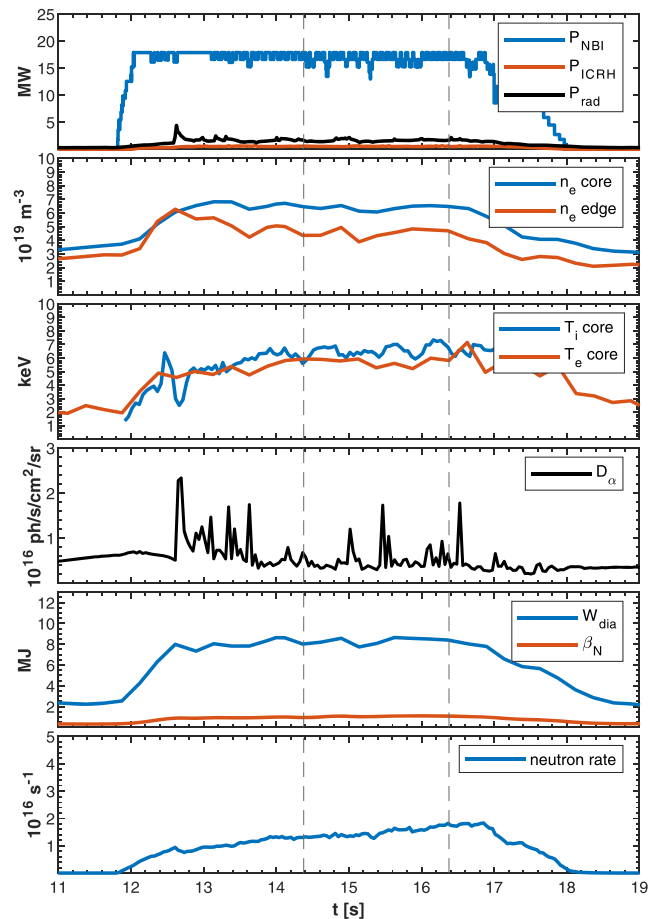 25
20
15
10
5
MW
P_NBI
P_ICRH
P_rad
10
9
8
7
6
5
4
3
2
1
10^19 m^-3
n_e core
n_e edge
10
9
8
7
6
5
4
3
2
1
keV
T_i core
T_e core
3
2
1
10^16 ph/s/cm^2/sr
D_α
12
10
8
6
4
2
MJ
W_dia
β_N
5
4
3
2
1
10^16 s^-1
neutron rate
11 12 13 14 15 16 17 18 19
t [s]